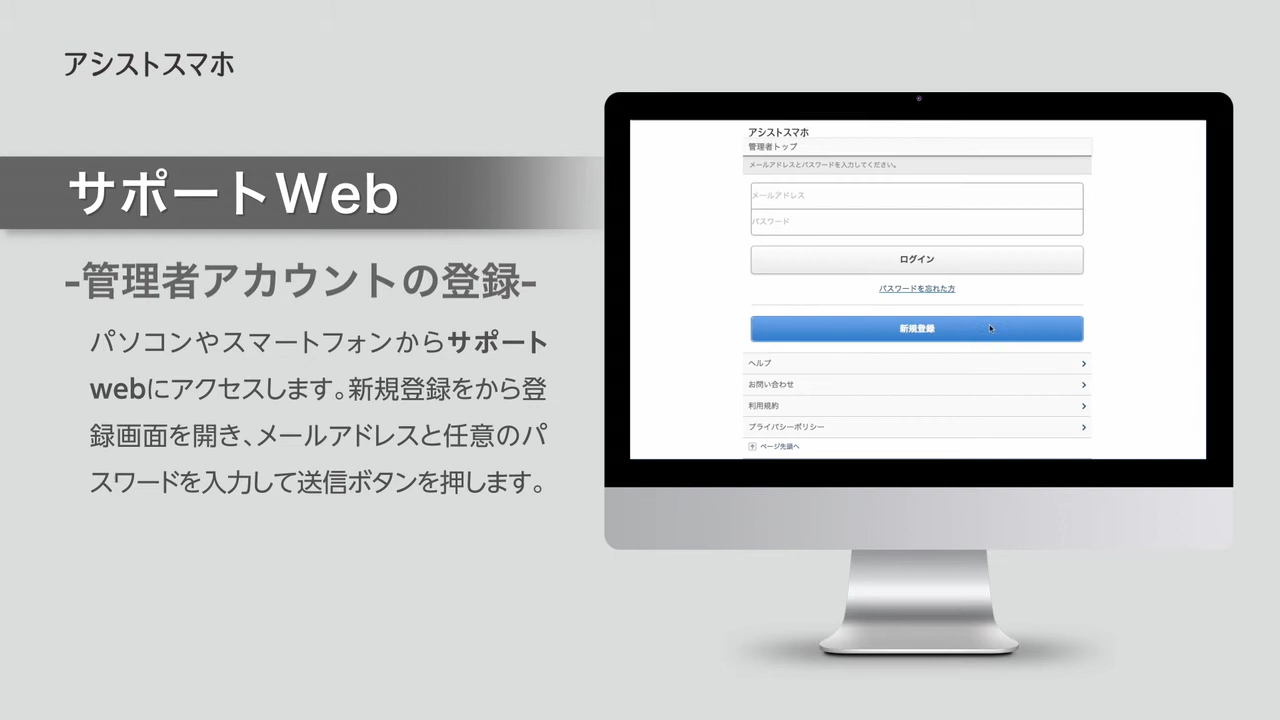 アシストスマホ
サポートWeb
-管理者アカウントの登録-
パソコンやスマートフォンからサポート
webにアクセスします。新規登録をから登
録画面を開き、メールアドレスと任意のパ
スワードを入力して送信ボタンを押します。
アシストスマホ
管理者トップ
メールアドレスとパスワードを入力してください。
メールアドレス
パスワード
ログイン
パスワードを忘れた方
新規登録
ヘルプ
お問い合わせ
利用規約
プライバシーポリシー
ページ先頭へ